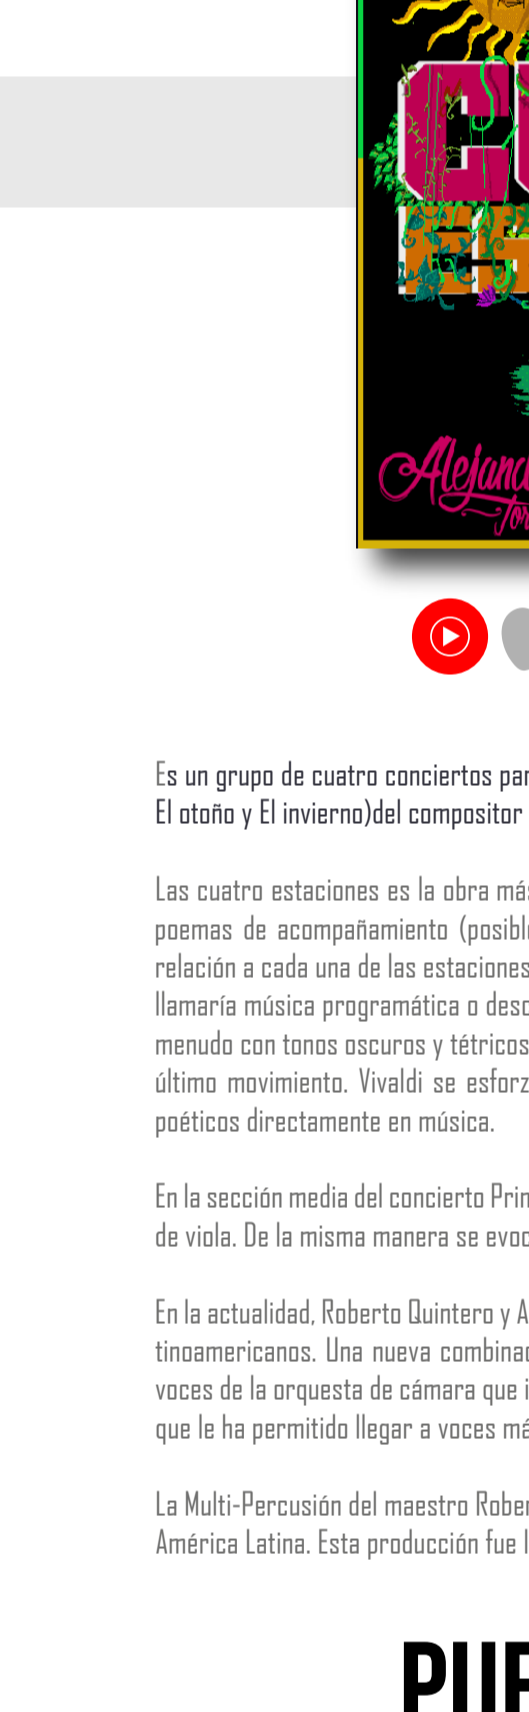 Es un grupo de cuatro conciertos par
El otoño y El invierno)del compositor
Las cuatro estaciones es la obra más
poemas de acompañamiento (posible
relación a cada una de las estaciones
llamaría música programática o desc
menudo con tonos oscuros y tétricos
último movimiento. Vivaldi se esforz
poéticos directamente en música.
En la sección media del concierto Prim
de viola. De la misma manera se evoc
En la actualidad, Roberto Quintero y A
tinoamericanos. Una nueva combinac
voces de la orquesta de cámara que i
que le ha permitido llegar a voces má
La Multi-Percusión del maestro Rober
América Latina. Esta producción fue l